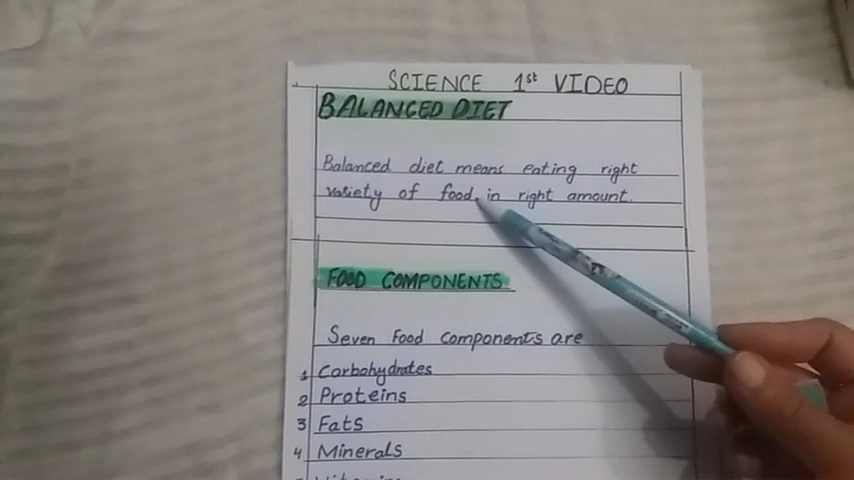 SCIENCE 1st VIDEO
BALANCED DIET
Balanced diet means eating right
variety of food in right amount.
FOOD COMPONENTS
Seven Food Components are
1 Carbohydrates
2 Proteins
3 Fats
4 Minerals